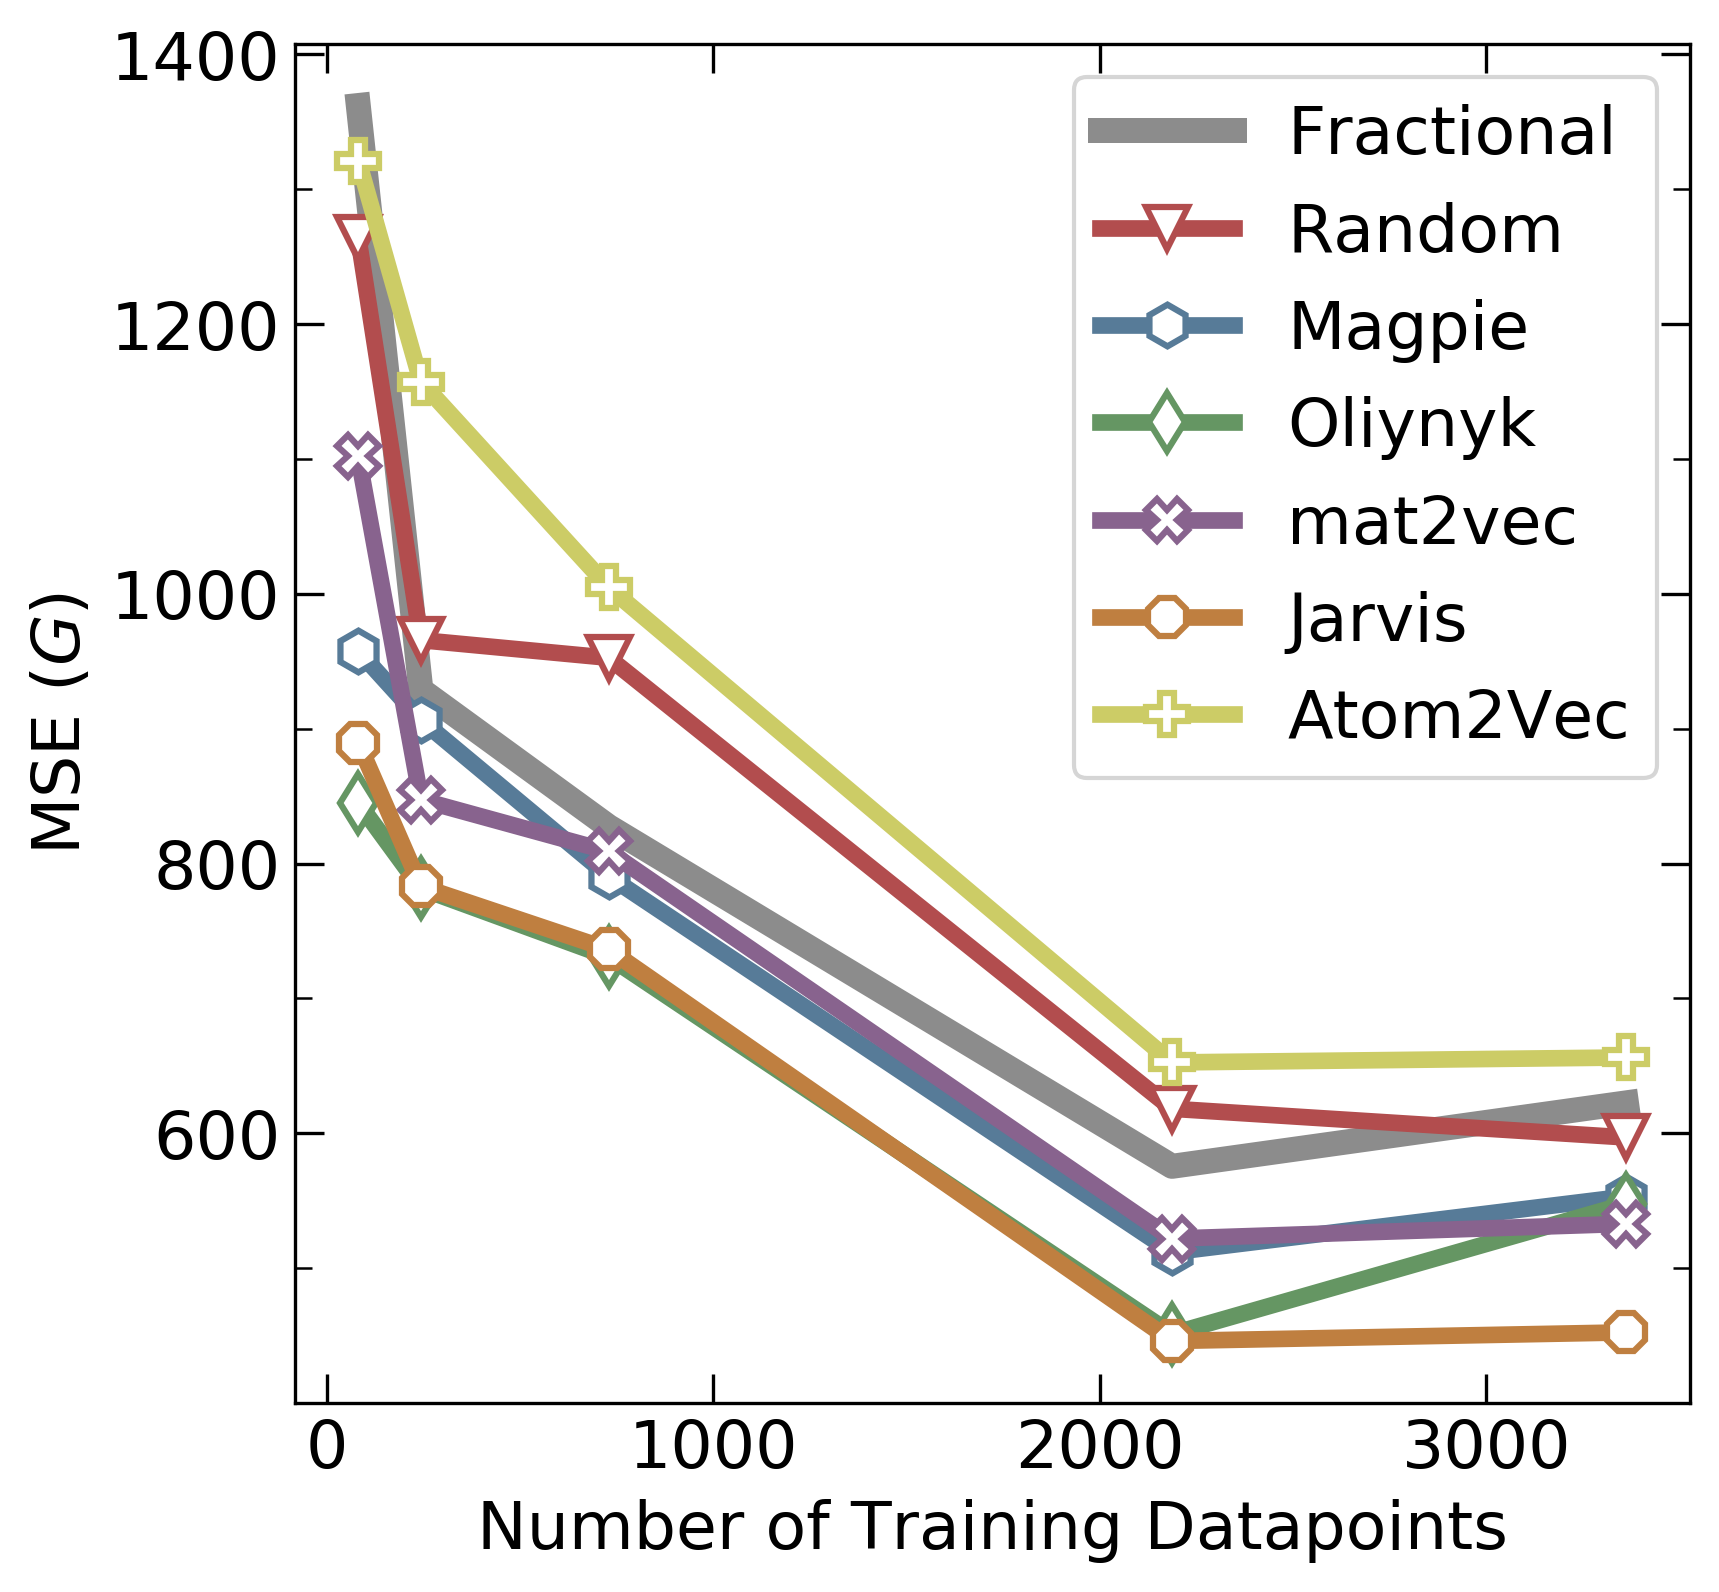 1400
1200
1000
800
600
MSE (G)
0 1000 2000 3000
Number of Training Datapoints
Fractional
Random
Magpie
Oliynyk
mat2vec
Jarvis
Atom2Vec